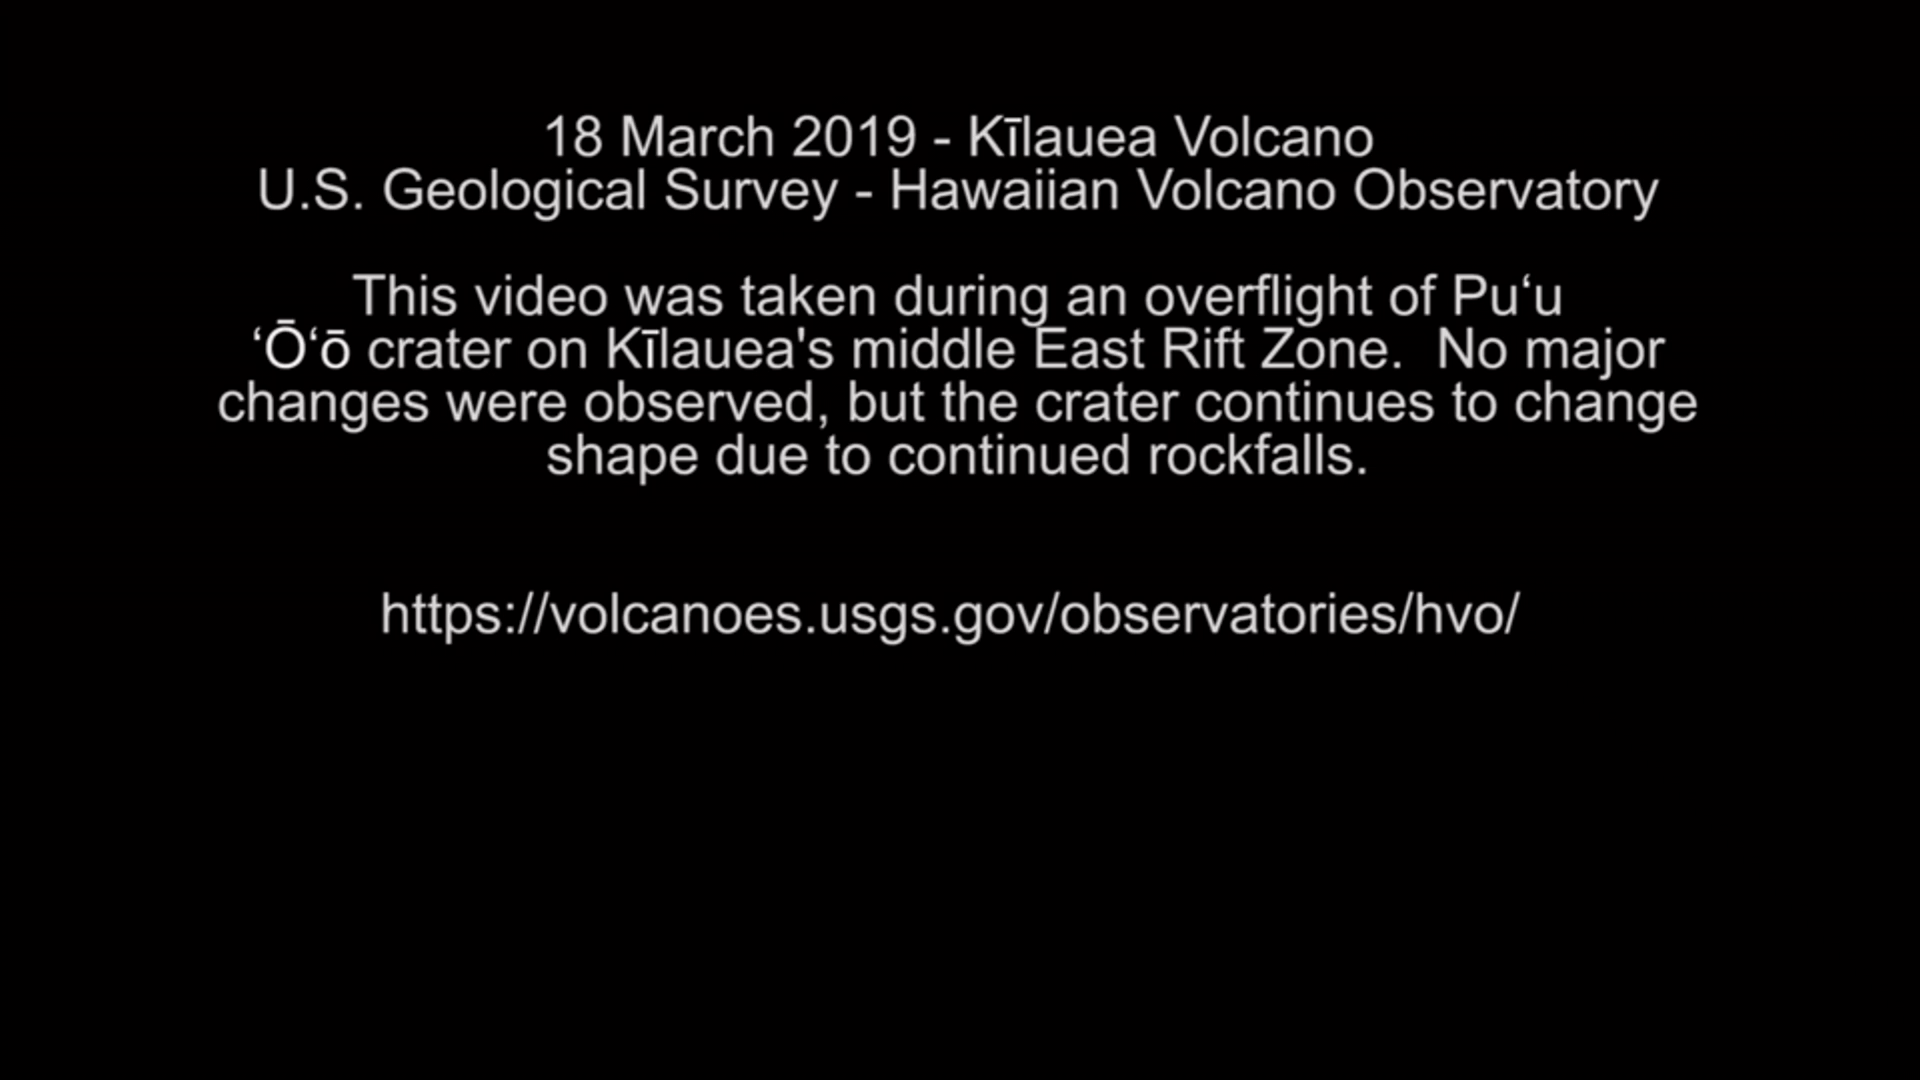 18 March 2019 - Kīlauea Volcano
U.S. Geological Survey - Hawaiian Volcano Observatory
This video was taken during an overflight of Pu‘u
‘Ō‘ō crater on Kīlauea's middle East Rift Zone.  No major
changes were observed, but the crater continues to change
shape due to continued rockfalls.
https://volcanoes.usgs.gov/observatories/hvo/